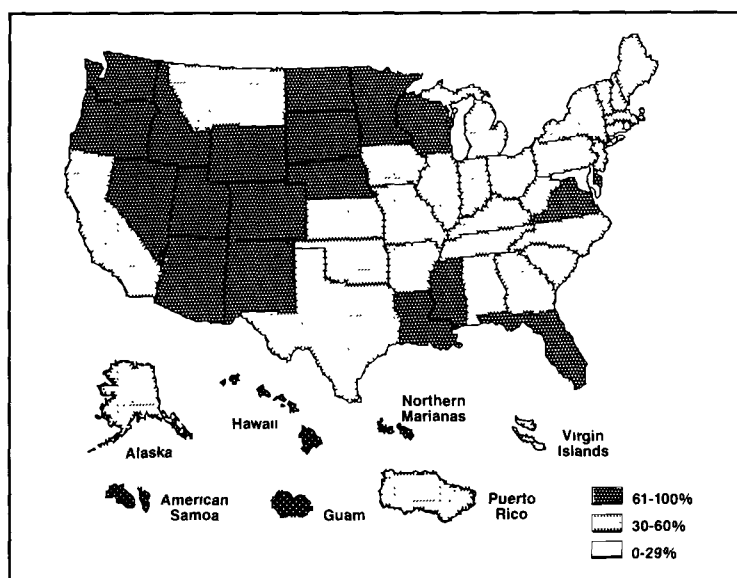 Alaska
Hawaii
Northern
Marianas
Virgin
Islands
American
Samoa
Guam
Puerto
Rico
61-100%
30-60%
0-29%